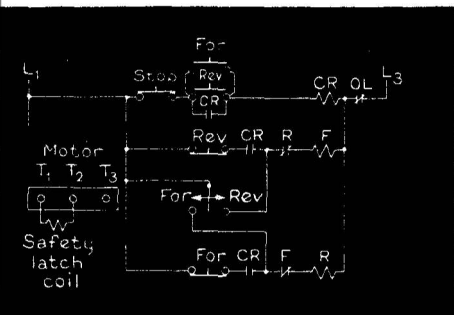 For
L1
Stop
Rev
CR
CR OL
L3
Rev CR R F
Motor
T1 T2 T3
For Rev
Safety
latch
coil
For CR F R